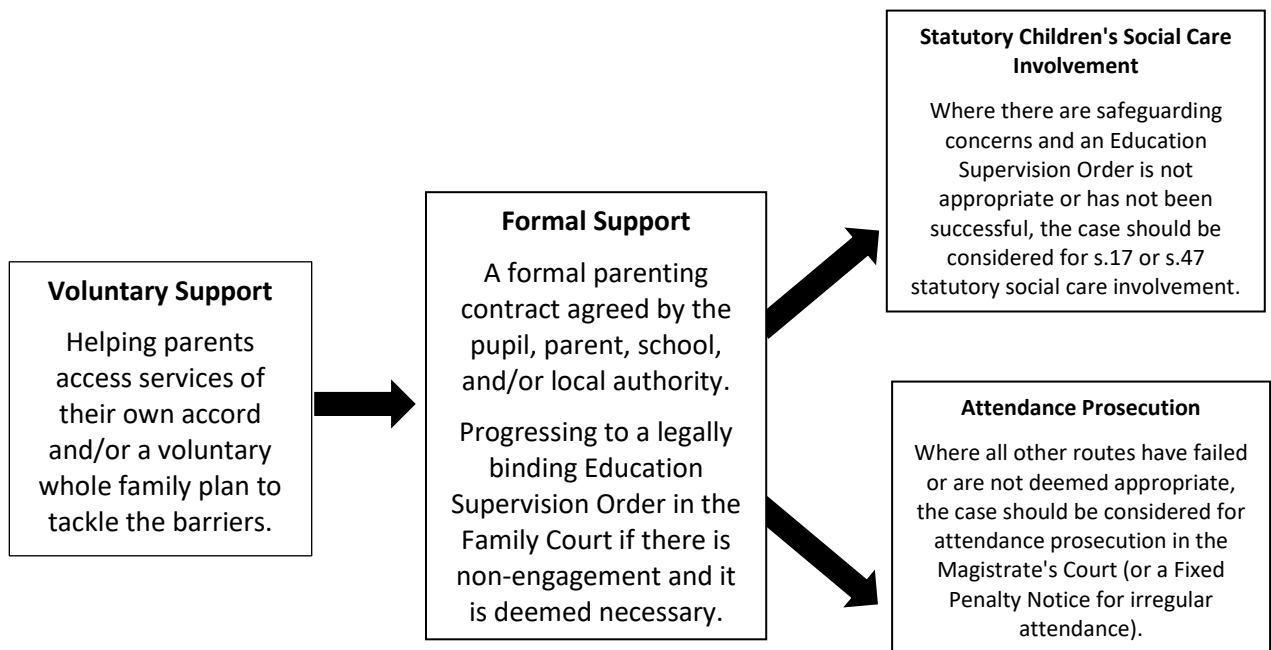 Voluntary Support
Helping parents
access services of
their own accord
and/or a voluntary
whole family plan to
tackle the barriers.
Formal Support
A formal parenting
contract agreed by the
pupil, parent, school,
and/or local authority.
Progressing to a legally
binding Education
Supervision Order in the
Family Court if there is
non-engagement and it
is deemed necessary.
Statutory Children's Social Care
Involvement
Where there are safeguarding
concerns and an Education
Supervision Order is not
appropriate or has not been
successful, the case should be
considered for s.17 or s.47
statutory social care involvement.
Attendance Prosecution
Where all other routes have failed
or are not deemed appropriate,
the case should be considered for
attendance prosecution in the
Magistrate's Court (or a Fixed
Penalty Notice for irregular
attendance).